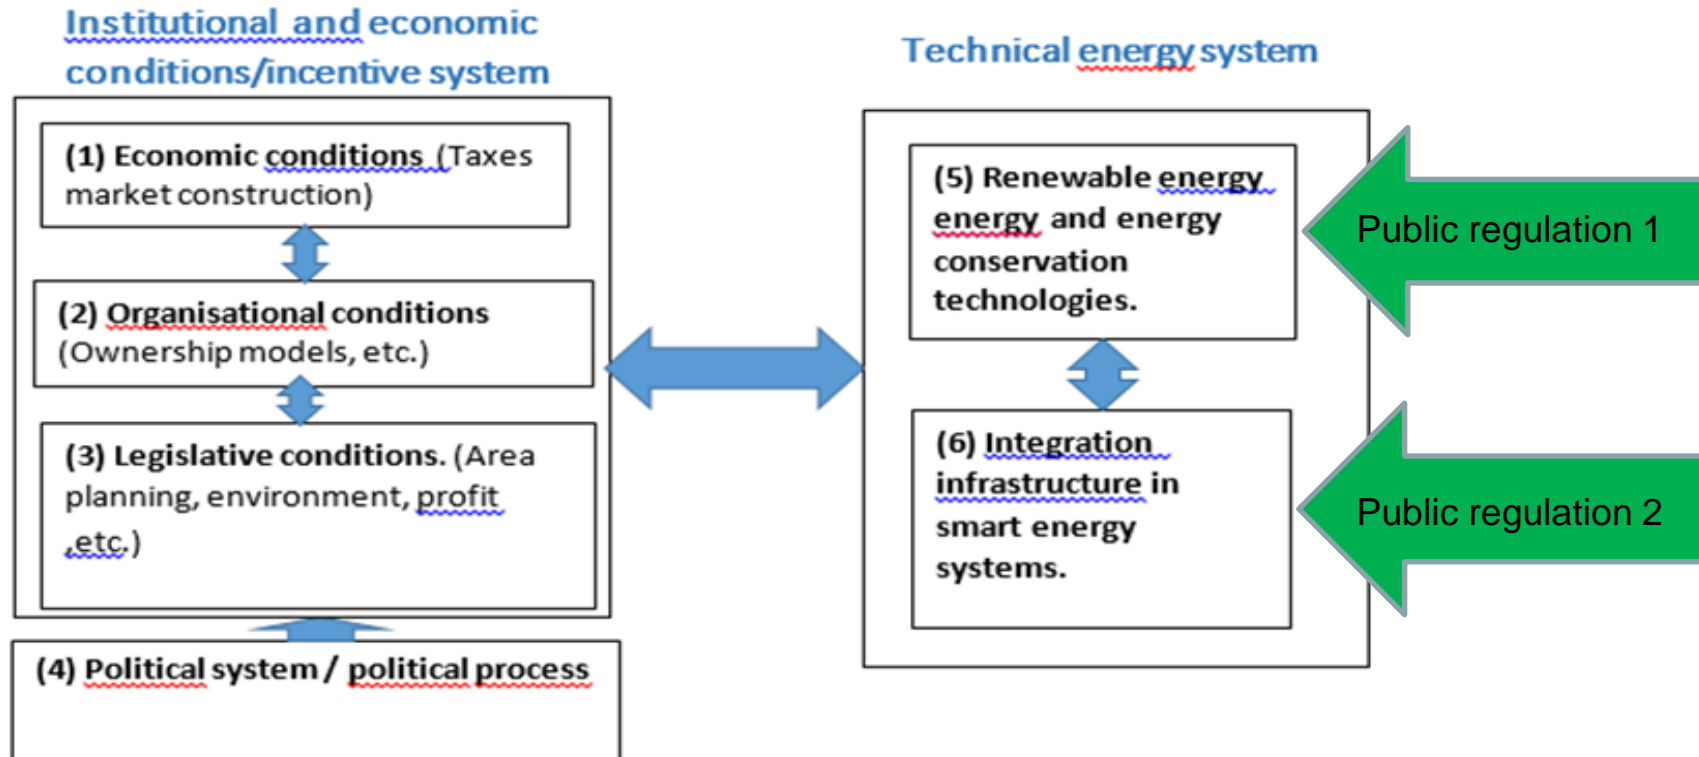 Institutional and economic
conditions/incentive system
(1) Economic conditions (Taxes
market construction)
(2) Organisational conditions
(Ownership models, etc.)
(3) Legislative conditions. (Area
planning, environment, profit
,etc.)
(4) Political system / political process
Technical energy system
(5) Renewable energy
energy and energy
conservation
technologies.
(6) Integration
infrastructure in
smart energy
systems.
Public regulation 1
Public regulation 2